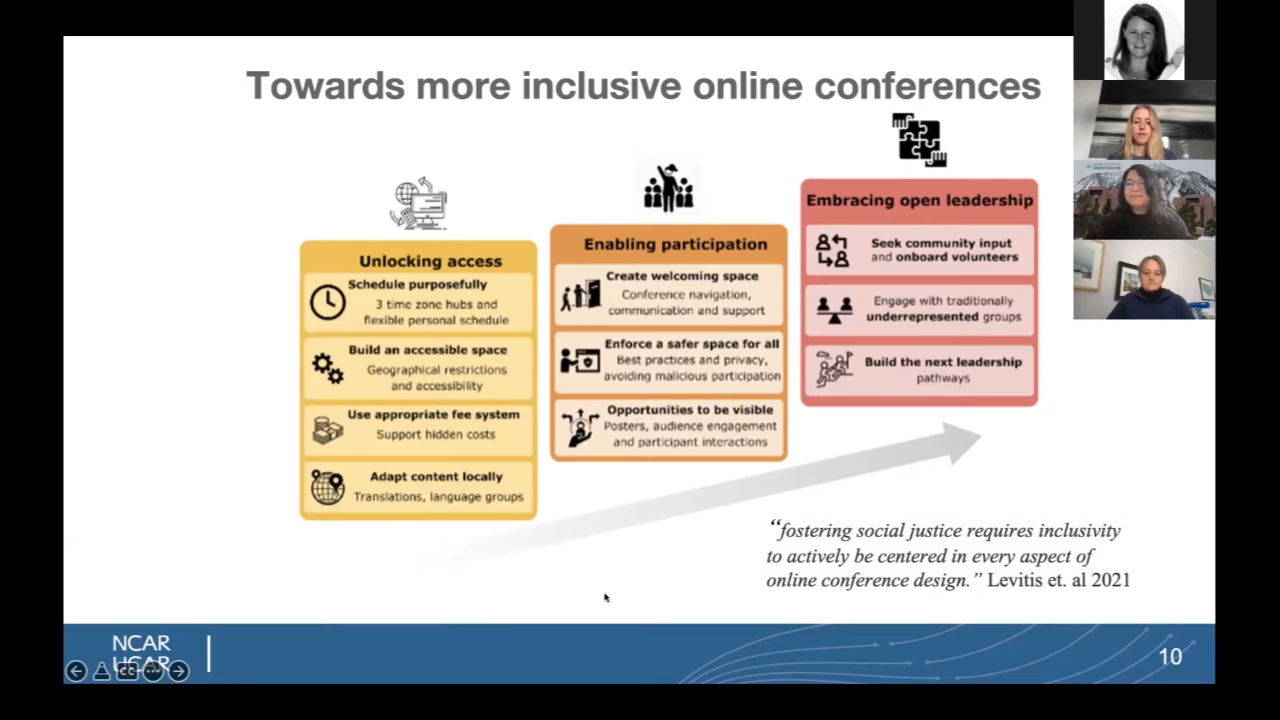 Towards more inclusive online conferences
Unlocking access
Schedule purposefully
3 time zone hubs and
flexible personal schedule
Build an accessible space
Geographical restrictions
and accessibility
Use appropriate fee system
Support hidden costs
Adapt content locally
Translations, language groups
Enabling participation
Create welcoming space
Conference navigation,
communication and support
Enforce a safer space for all
Best practices and privacy,
avoiding malicious participation
Opportunities to be visible
Posters, audience engagement
and participant interactions
Embracing open leadership
Seek community input
and onboard volunteers
Engage with traditionally
underrepresented groups
Build the next leadership
pathways
“fostering social justice requires inclusivity
to actively be centered in every aspect of
online conference design.” Levitis et. al 2021
NCAR
UCAR
10